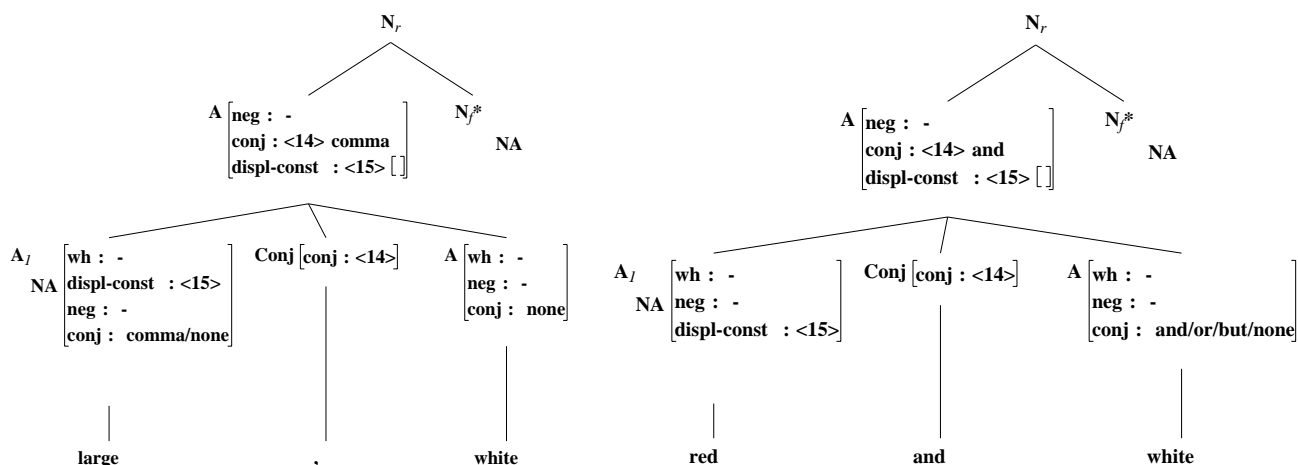 N_r
N_r
A [neg : -
conj : <14> comma
displ-const : <15> [ ]]
N_f*
NA
A [neg : -
conj : <14> and
displ-const : <15> [ ]]
N_f*
NA
A_1
NA
[wh : -
displ-const : <15>
neg : -
conj : comma/none]
Conj [conj : <14>]
A [wh : -
neg : -
conj : none]
A_1
NA
[wh : -
neg : -
displ-const : <15>]
Conj [conj : <14>]
A [wh : -
neg : -
conj : and/or/but/none]
large , white
red and white